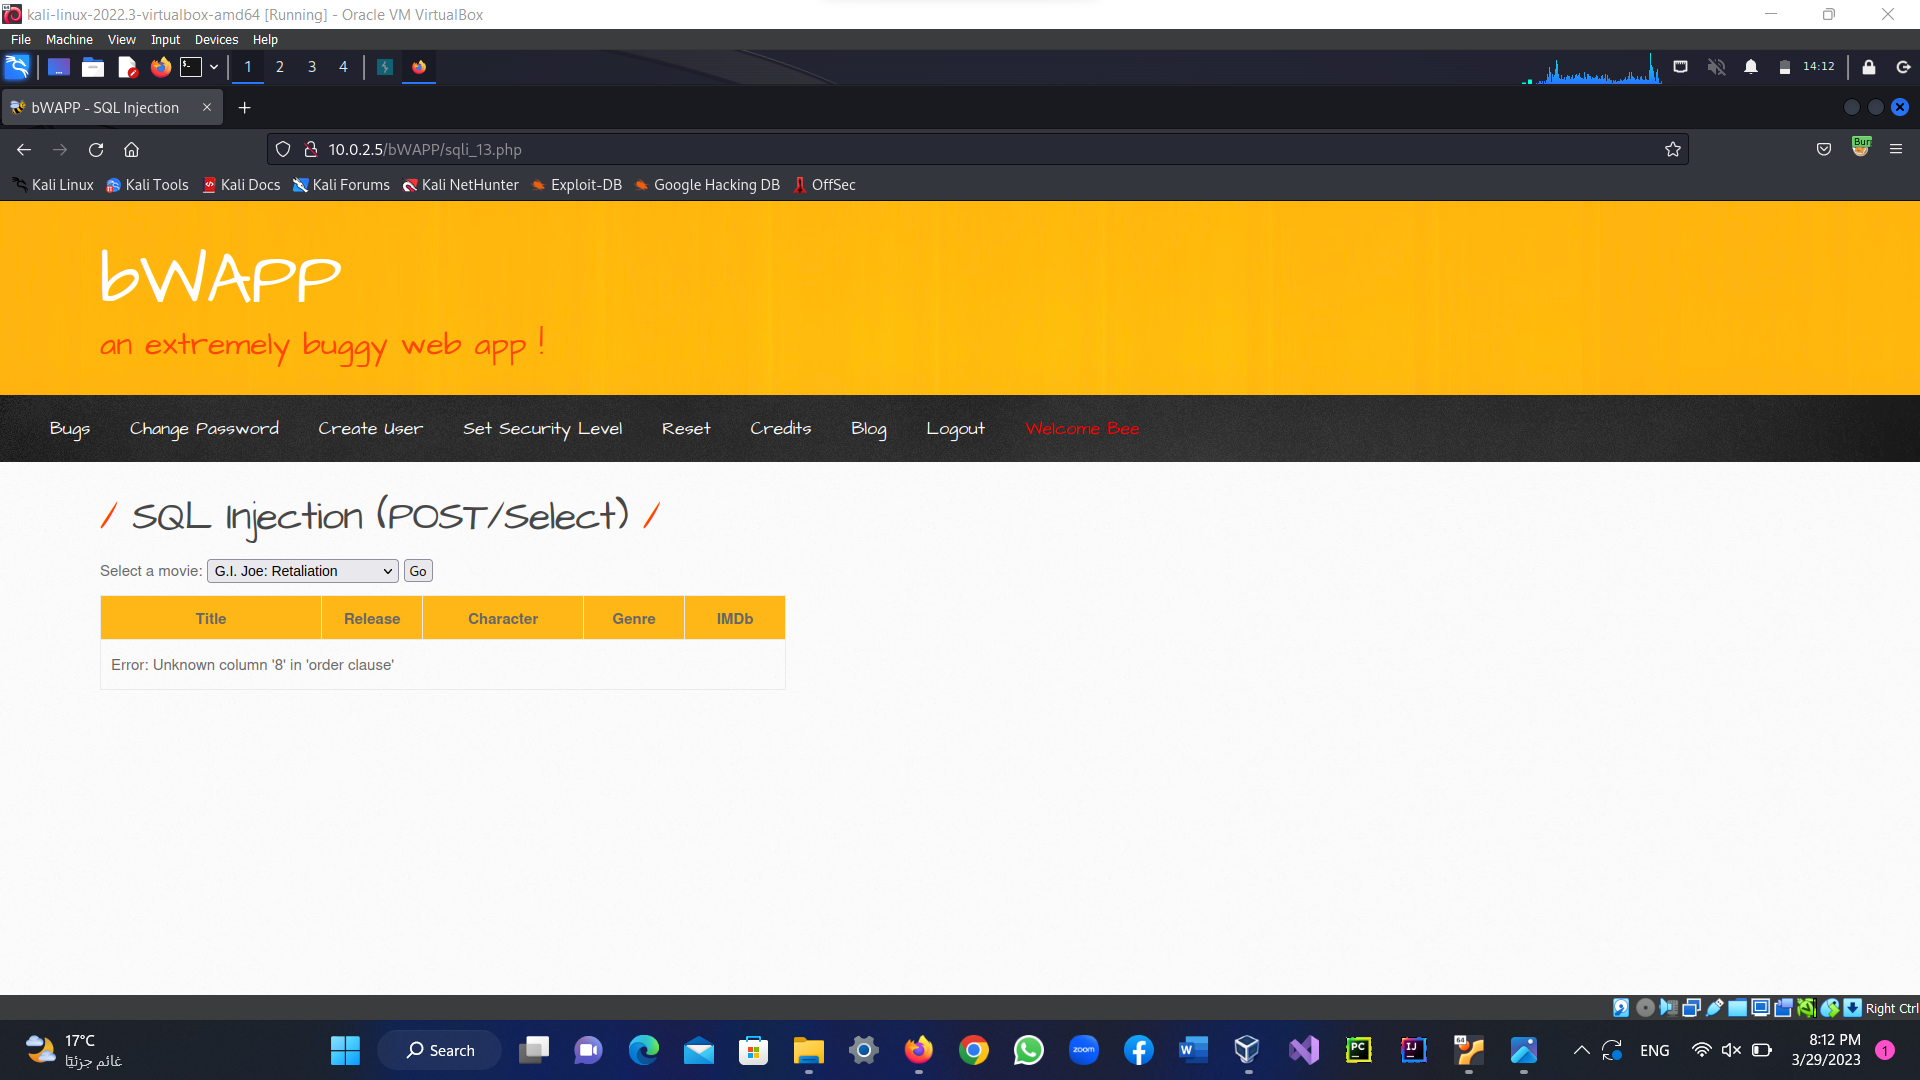 kali-linux-2022.3-virtualbox-amd64 [Running] - Oracle VM VirtualBox
File Machine View Input Devices Help
1 2 3 4 14:12
bWAPP - SQL Injection
10.0.2.5/bWAPP/sqli_13.php
Kali Linux Kali Tools Kali Docs Kali Forums Kali NetHunter Exploit-DB Google Hacking DB OffSec
bWAPP
an extremely buggy web app !
Bugs Change Password Create User Set Security Level Reset Credits Blog Logout Welcome Bee
/ SQL Injection (POST/Select) /
Select a movie: G.I. Joe: Retaliation Go
Title Release Character Genre IMDb
Error: Unknown column '8' in 'order clause'
Right Ctrl
17°C
غائم جزئيًا
Search
zoom
ENG
8:12 PM
3/29/2023
1